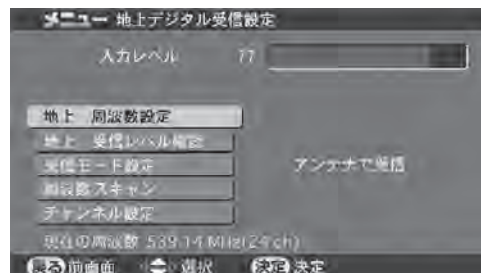 メニュー 地上デジタル受信設定
入力レベル 77
地上 周波数設定
地上 受信レベル確認
受信モード設定
アンテナで受信
周波数スキャン
チャンネル設定
現在の周波数 539.14 MHz(24ch)
戻る 前画面 選択 決定 決定